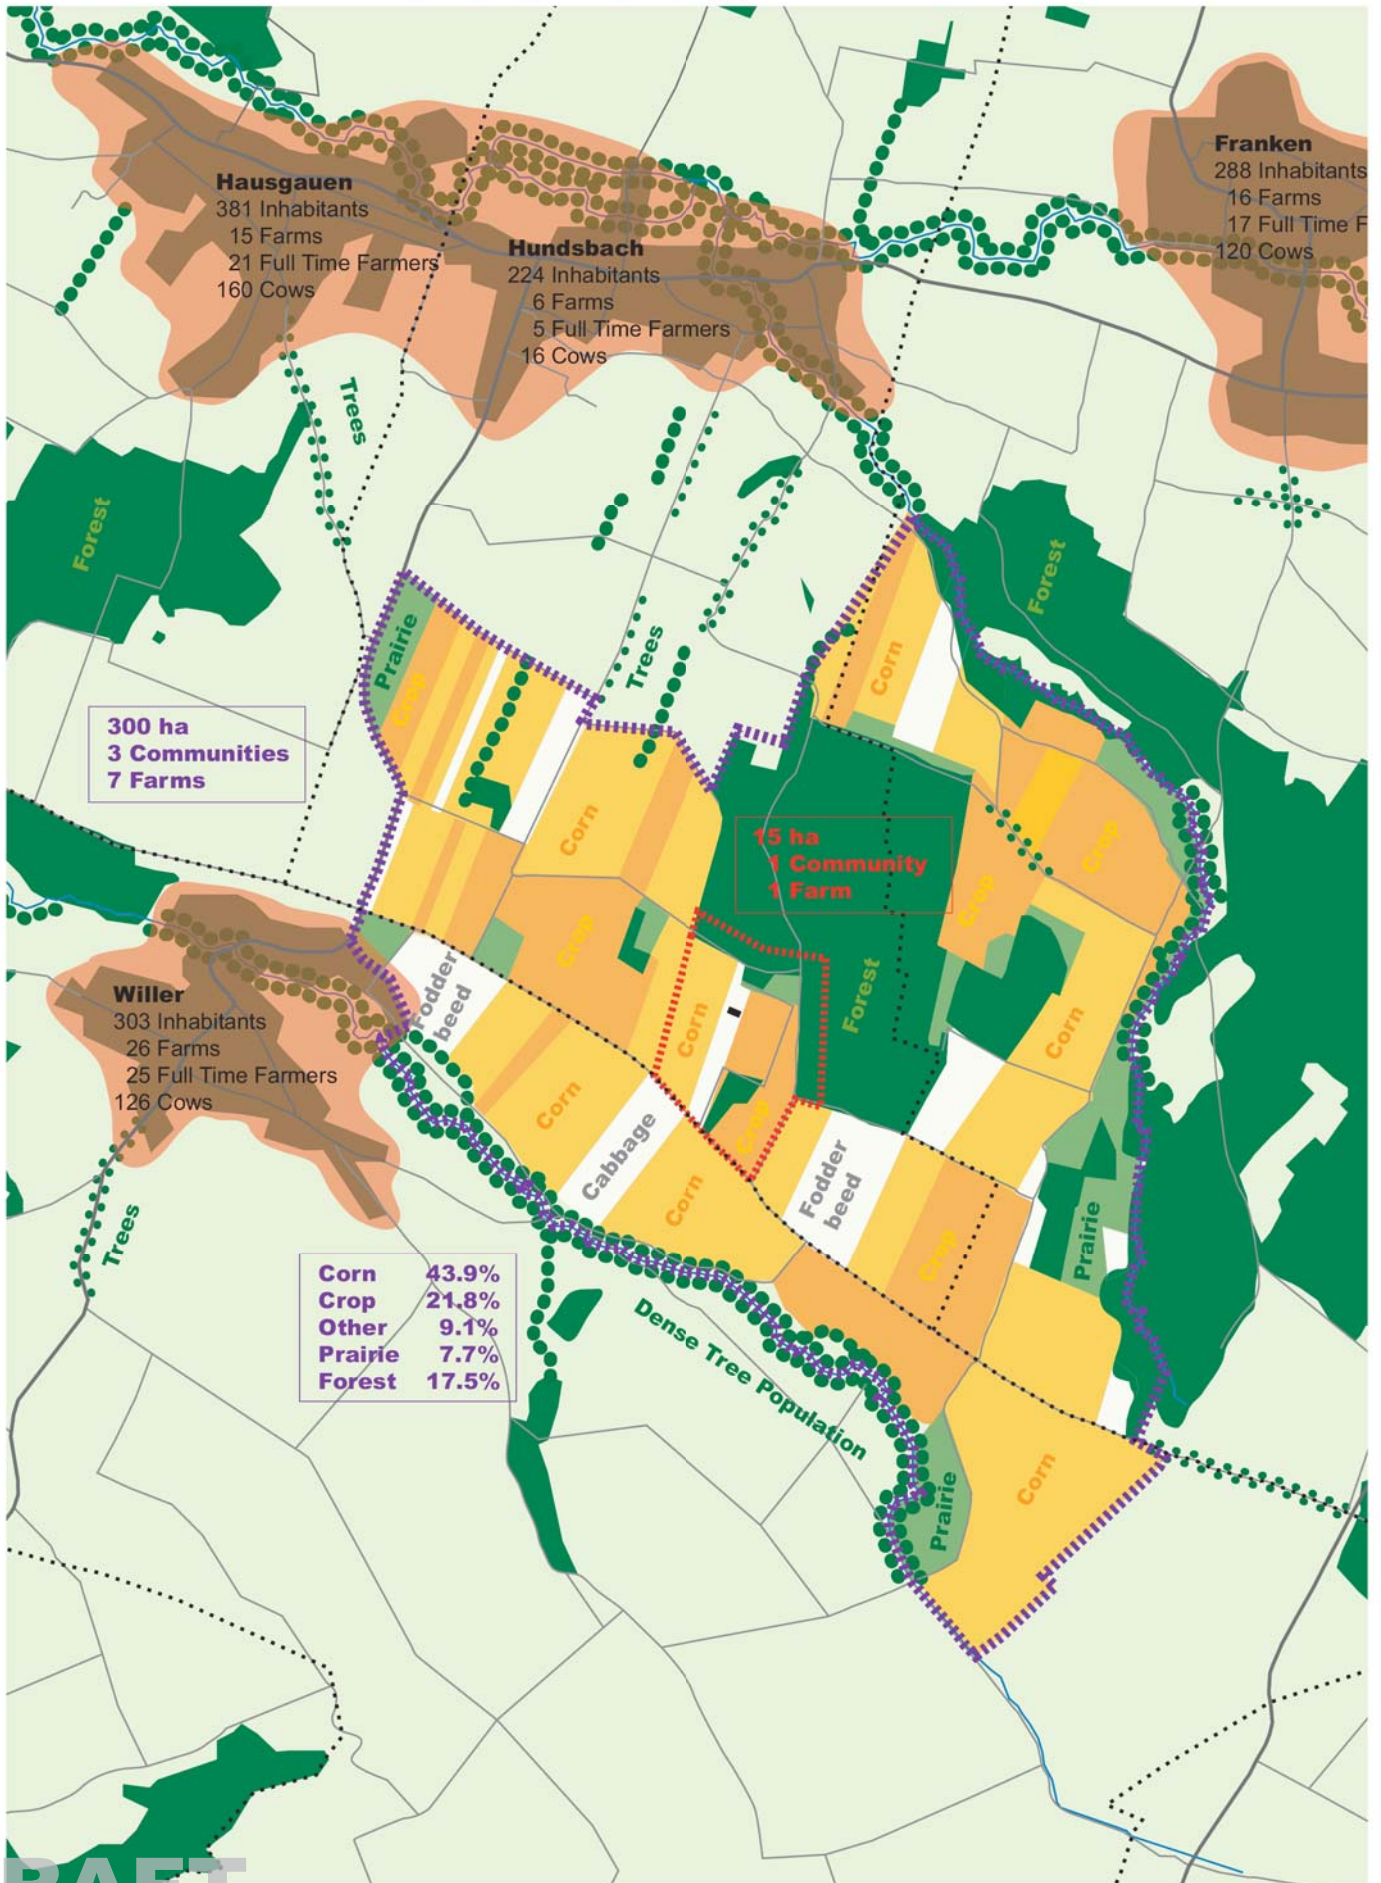 Franken
288 Inhabitants
16 Farms
17 Full Time F
120 Cows
Hausgauen
381 Inhabitants
15 Farms
21 Full Time Farmers
160 Cows
Hundsbach
224 Inhabitants
6 Farms
5 Full Time Farmers
16 Cows
Trees
Forest
Forest
Prairie
Crop
Trees
Corn
300 ha
3 Communities
7 Farms
Corn
15 ha
1 Community
1 Farm
Crop
Crop
Crop
Forest
Fodder
beed
Corn
Corn
Willer
303 Inhabitants
26 Farms
25 Full Time Farmers
126 Cows
Corn
Cabbage
Crop
Corn
Fodder
beed
Trees
Crop
Prairie
Corn 43.9%
Crop 21.8%
Other 9.1%
Prairie 7.7%
Forest 17.5%
Dense Tree Population
Corn
Prairie
RAFT